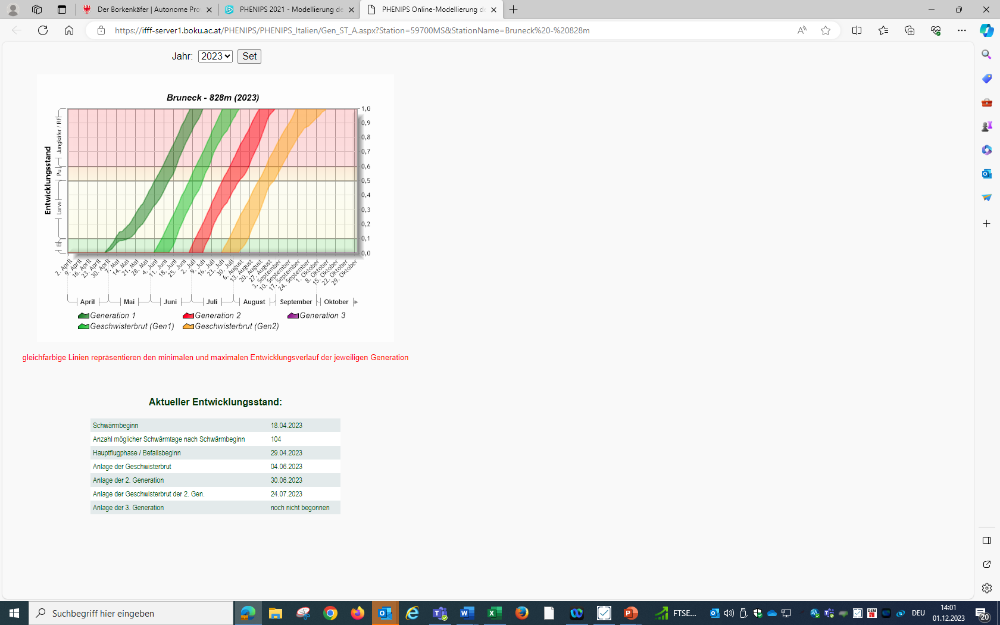 Der Borkenkäfer | Autonome Pro
PHENIPS 2021 - Modellierung de
PHENIPS Online-Modellierung de
https://ifff-server1.boku.ac.at/PHENIPS/PHENIPS_Italien/Gen_ST_A.aspx?Station=59700MS&StationName=Bruneck%20-%20828m
Jahr: 2023 Set
Bruneck - 828m (2023)
Entwicklungsstand
Jungkäfer / RF
Pu
Larve
Ei
1,0
0,9
0,8
0,7
0,6
0,5
0,4
0,3
0,2
0,1
0,0
2. April
9. April
16. April
23. April
30. April
7. Mai
14. Mai
21. Mai
28. Mai
4. Juni
11. Juni
18. Juni
25. Juni
2. Juli
9. Juli
16. Juli
23. Juli
30. Juli
6. August
13. August
20. August
27. August
3. September
10. September
17. September
24. September
1. Oktober
8. Oktober
15. Oktober
22. Oktober
29. Oktober
April Mai Juni Juli August September Oktober
Generation 1 Generation 2 Generation 3
Geschwisterbrut (Gen1) Geschwisterbrut (Gen2)
gleichfarbige Linien repräsentieren den minimalen und maximalen Entwicklungsverlauf der jeweiligen Generation
Aktueller Entwicklungsstand:
Schwärmbeginn 18.04.2023
Anzahl möglicher Schwärmtage nach Schwärmbeginn 104
Hauptflugphase / Befallsbeginn 29.04.2023
Anlage der Geschwisterbrut 04.06.2023
Anlage der 2. Generation 30.06.2023
Anlage der Geschwisterbrut der 2. Gen. 24.07.2023
Anlage der 3. Generation noch nicht begonnen
Suchbegriff hier eingeben
FTSE...
DEU
14:01
01.12.2023
20